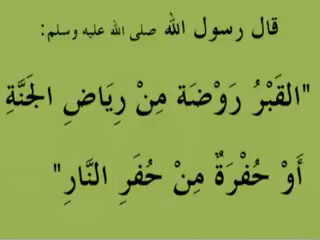 قال رسول الله صلى الله عليه وسلم:
"القَبْرُ رَوْضَة مِنْ رِيَاضِ الجَنَّةِ
أَوْ حُفْرَةٌ مِنْ حُفَرِ النَّارِ"